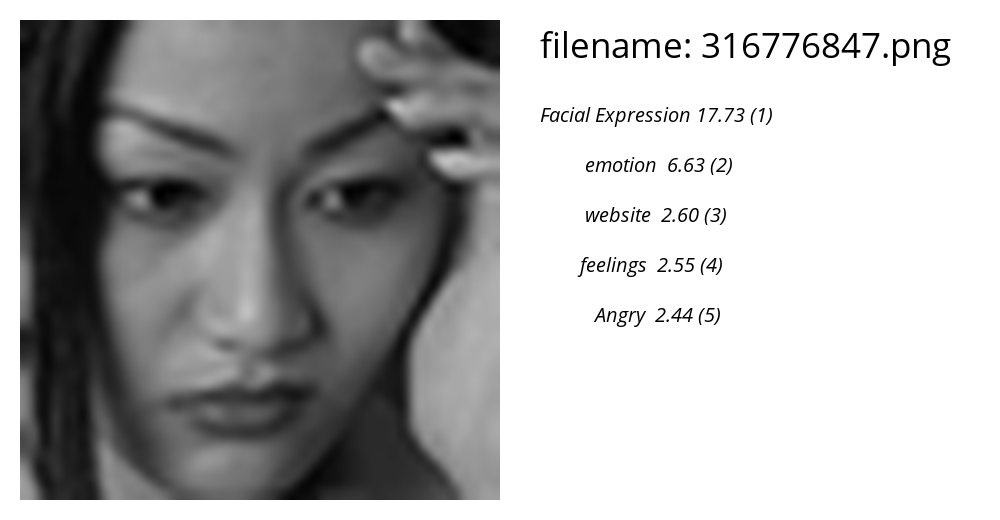 filename: 316776847.png
Facial Expression 17.73 (1)
emotion 6.63 (2)
website 2.60 (3)
feelings 2.55 (4)
Angry 2.44 (5)